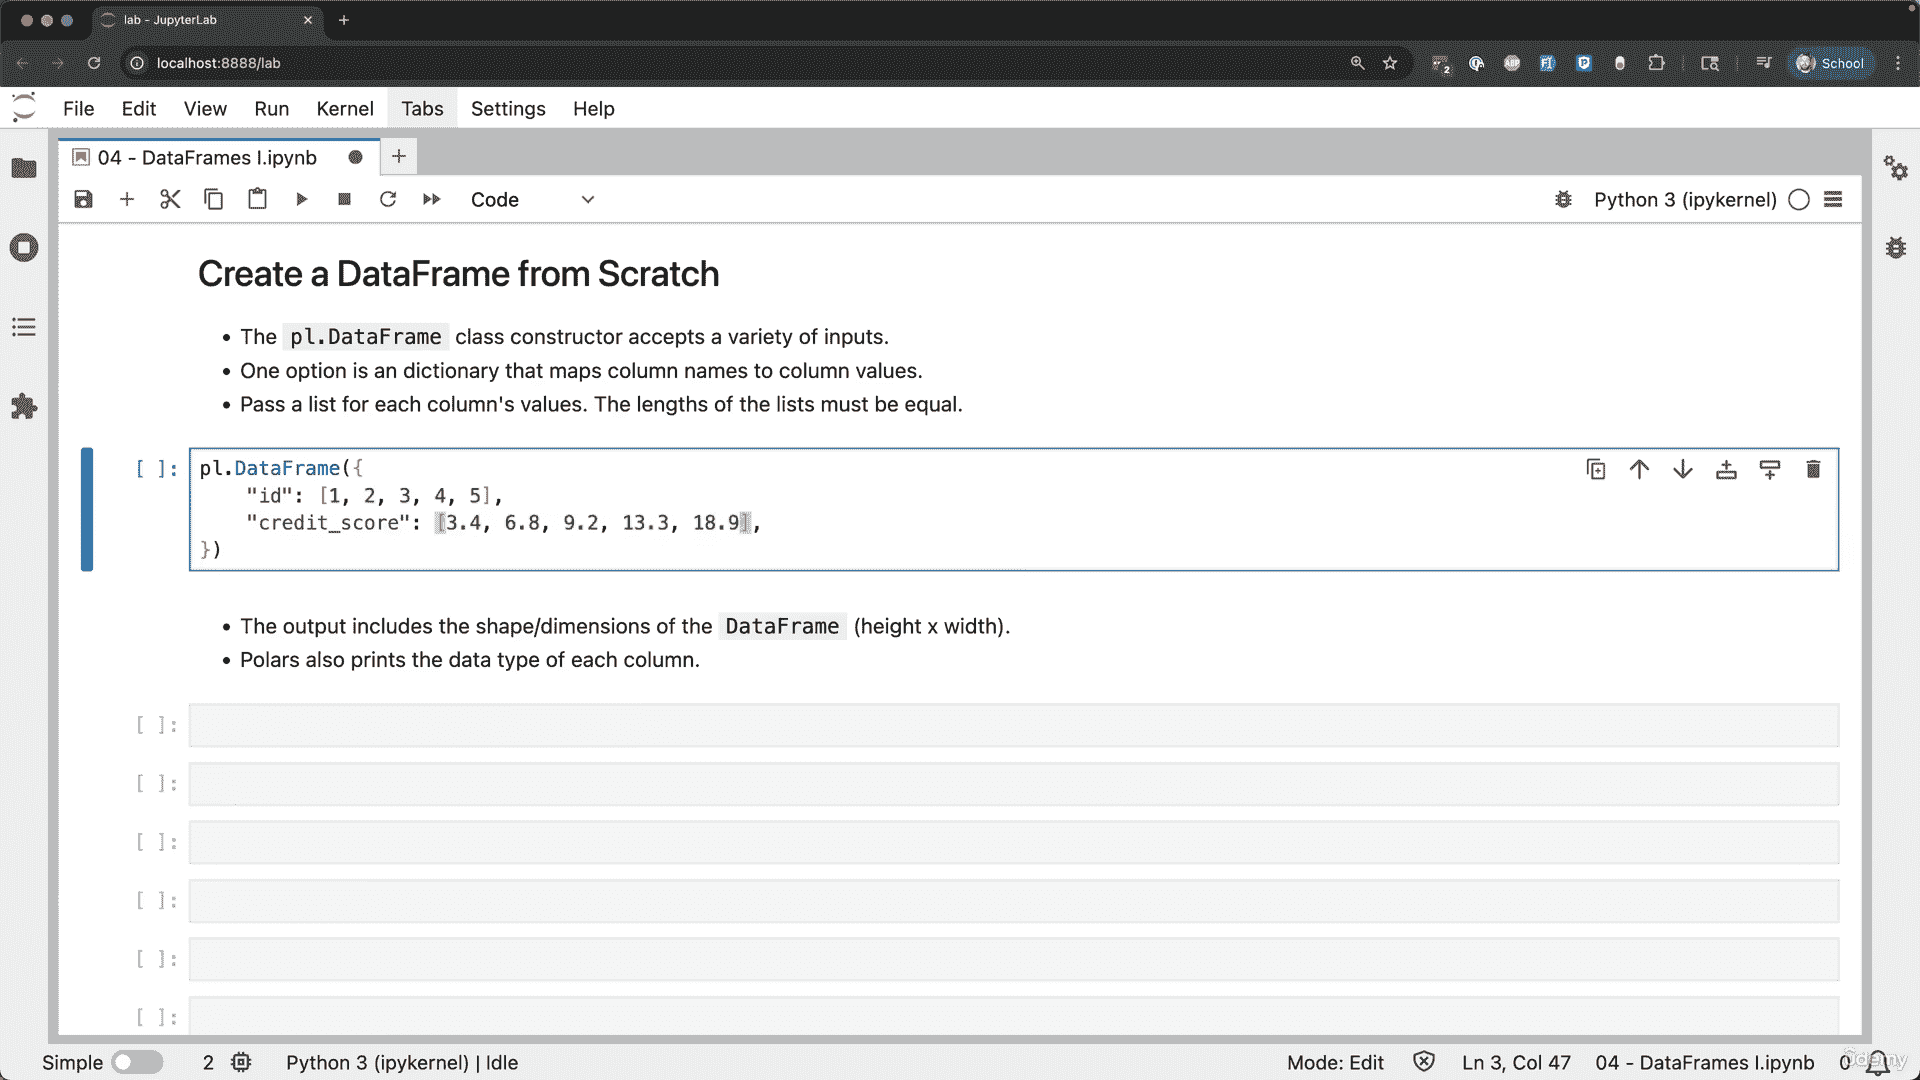 lab - JupyterLab
localhost:8888/lab
2
School
File Edit View Run Kernel Tabs Settings Help
04 - DataFrames I.ipynb
Code
Python 3 (ipykernel)
Create a DataFrame from Scratch
• The pl.DataFrame class constructor accepts a variety of inputs.
• One option is an dictionary that maps column names to column values.
• Pass a list for each column's values. The lengths of the lists must be equal.
[ ]: pl.DataFrame({
"id": [1, 2, 3, 4, 5],
"credit_score": [3.4, 6.8, 9.2, 13.3, 18.9],
})
• The output includes the shape/dimensions of the DataFrame (height x width).
• Polars also prints the data type of each column.
[ ]:
[ ]:
[ ]:
[ ]:
[ ]:
[ ]:
Simple 2 Python 3 (ipykernel) | Idle Mode: Edit Ln 3, Col 47 04 - DataFrames I.ipynb 0